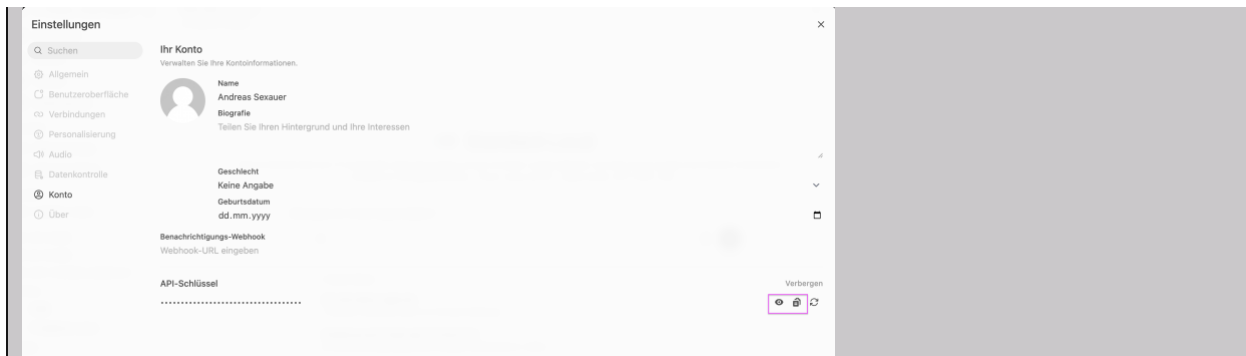 Einstellungen
Suchen
Allgemein
Benutzeroberfläche
Verbindungen
Personalisierung
Audio
Datenkontrolle
Konto
Über
Ihr Konto
Verwalten Sie Ihre Kontoinformationen.
Name
Andreas Sexauer
Biografie
Teilen Sie Ihren Hintergrund und Ihre Interessen
Geschlecht
Keine Angabe
Geburtsdatum
dd.mm.yyyy
Benachrichtigungs-Webhook
Webhook-URL eingeben
API-Schlüssel
Verbergen